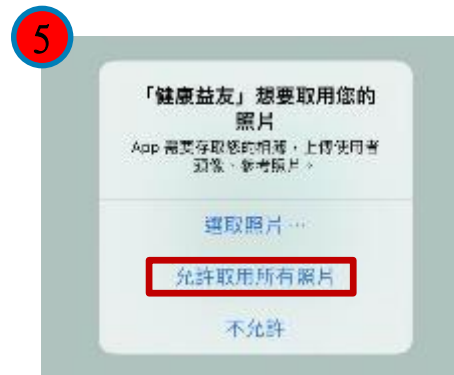 5
「健康益友」想要取用您的
照片
App 需要存取您的相簿，上傳使用者
頭像、參考照片。
選取照片⋯
允許取用所有照片
不允許